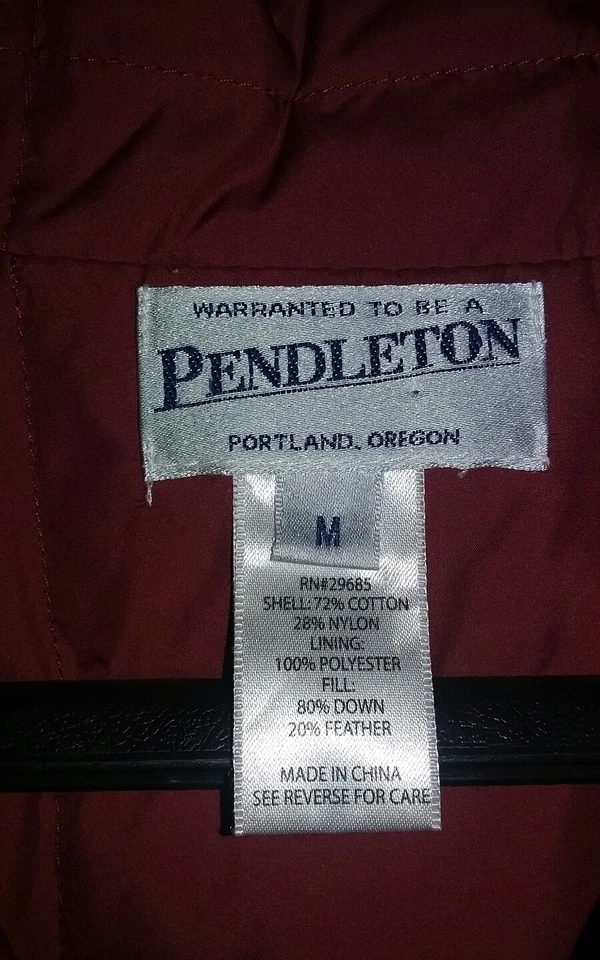 WARRANTED TO BE A
PENDLETON
PORTLAND, OREGON
M
RN#29685
SHELL: 72% COTTON
28% NYLON
LINING:
100% POLYESTER
FILL:
80% DOWN
20% FEATHER
MADE IN CHINA
SEE REVERSE FOR CARE